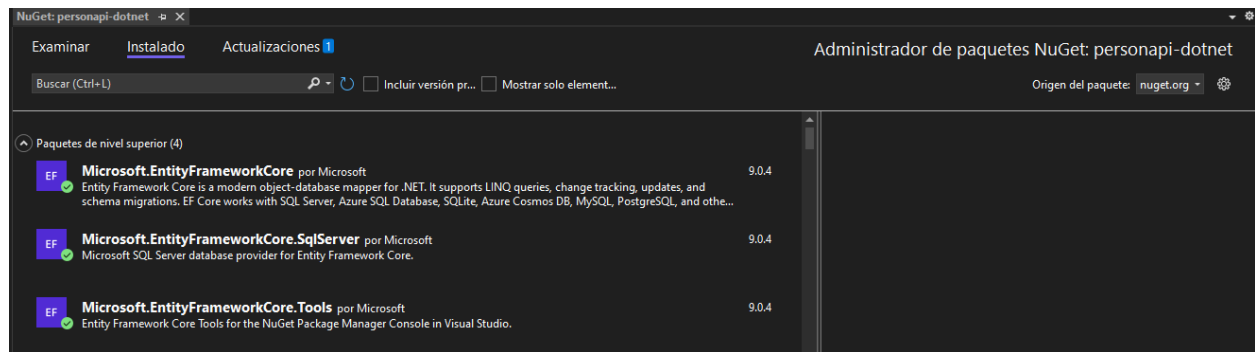 NuGet: personapi-dotnet
Examinar Instalado Actualizaciones 1
Administrador de paquetes NuGet: personapi-dotnet
Buscar (Ctrl+L) Incluir versión pr... Mostrar solo element... Origen del paquete: nuget.org
Paquetes de nivel superior (4)
EF Microsoft.EntityFrameworkCore por Microsoft 9.0.4
Entity Framework Core is a modern object-database mapper for .NET. It supports LINQ queries, change tracking, updates, and
schema migrations. EF Core works with SQL Server, Azure SQL Database, SQLite, Azure Cosmos DB, MySQL, PostgreSQL, and othe...
EF Microsoft.EntityFrameworkCore.SqlServer por Microsoft 9.0.4
Microsoft SQL Server database provider for Entity Framework Core.
EF Microsoft.EntityFrameworkCore.Tools por Microsoft 9.0.4
Entity Framework Core Tools for the NuGet Package Manager Console in Visual Studio.